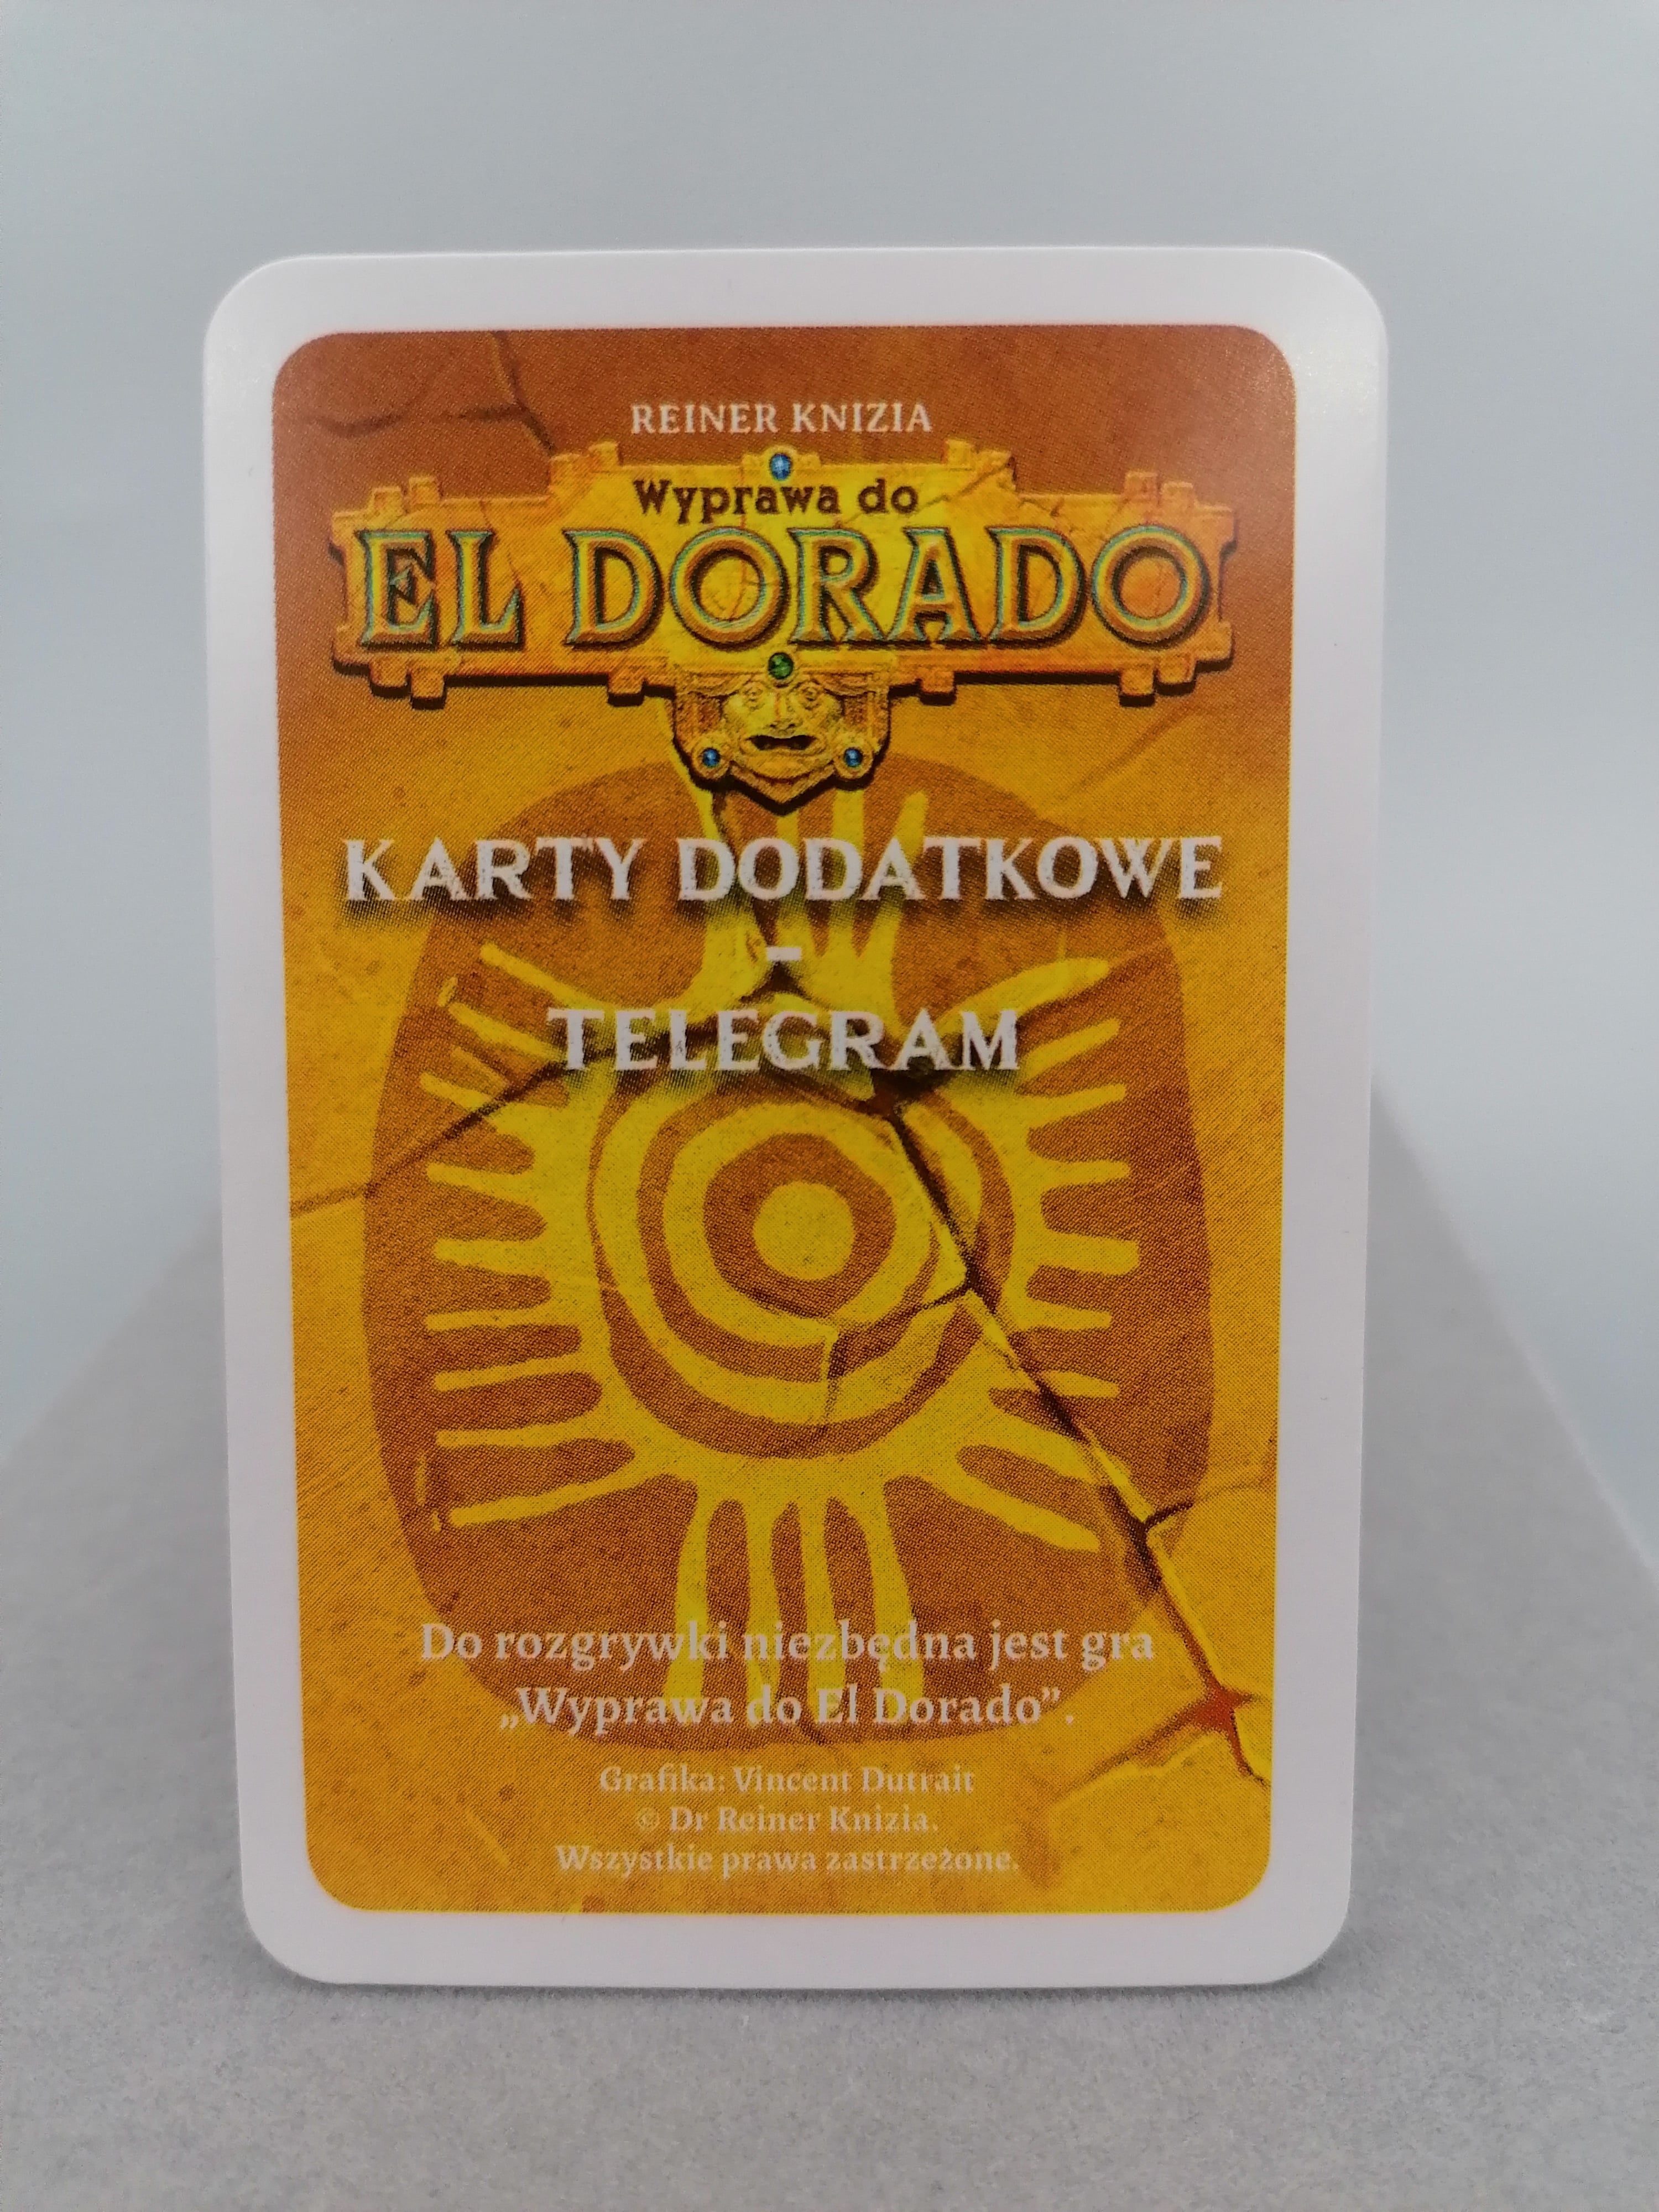 REINER KNIZIA
Wyprawa do
EL DORADO
KARTY DODATKOWE
-
TELEGRAM
Do rozgrywki niezbędna jest gra
„Wyprawa do El Dorado”.
Grafika: Vincent Dutrait
© Dr Reiner Knizia.
Wszystkie prawa zastrzeżone.